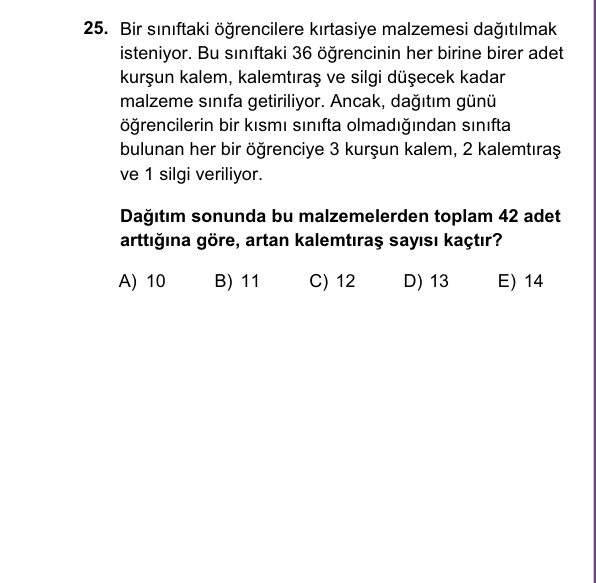 25. Bir sınıftaki öğrencilere kırtasiye malzemesi dağıtılmak
isteniyor. Bu sınıftaki 36 öğrencinin her birine birer adet
kurşun kalem, kalemtıraş ve silgi düşecek kadar
malzeme sınıfa getiriliyor. Ancak, dağıtım günü
öğrencilerin bir kısmı sınıfta olmadığından sınıfta
bulunan her bir öğrenciye 3 kurşun kalem, 2 kalemtıraş
ve 1 silgi veriliyor.
Dağıtım sonunda bu malzemelerden toplam 42 adet
arttığına göre, artan kalemtıraş sayısı kaçtır?
A) 10 B) 11 C) 12 D) 13 E) 14